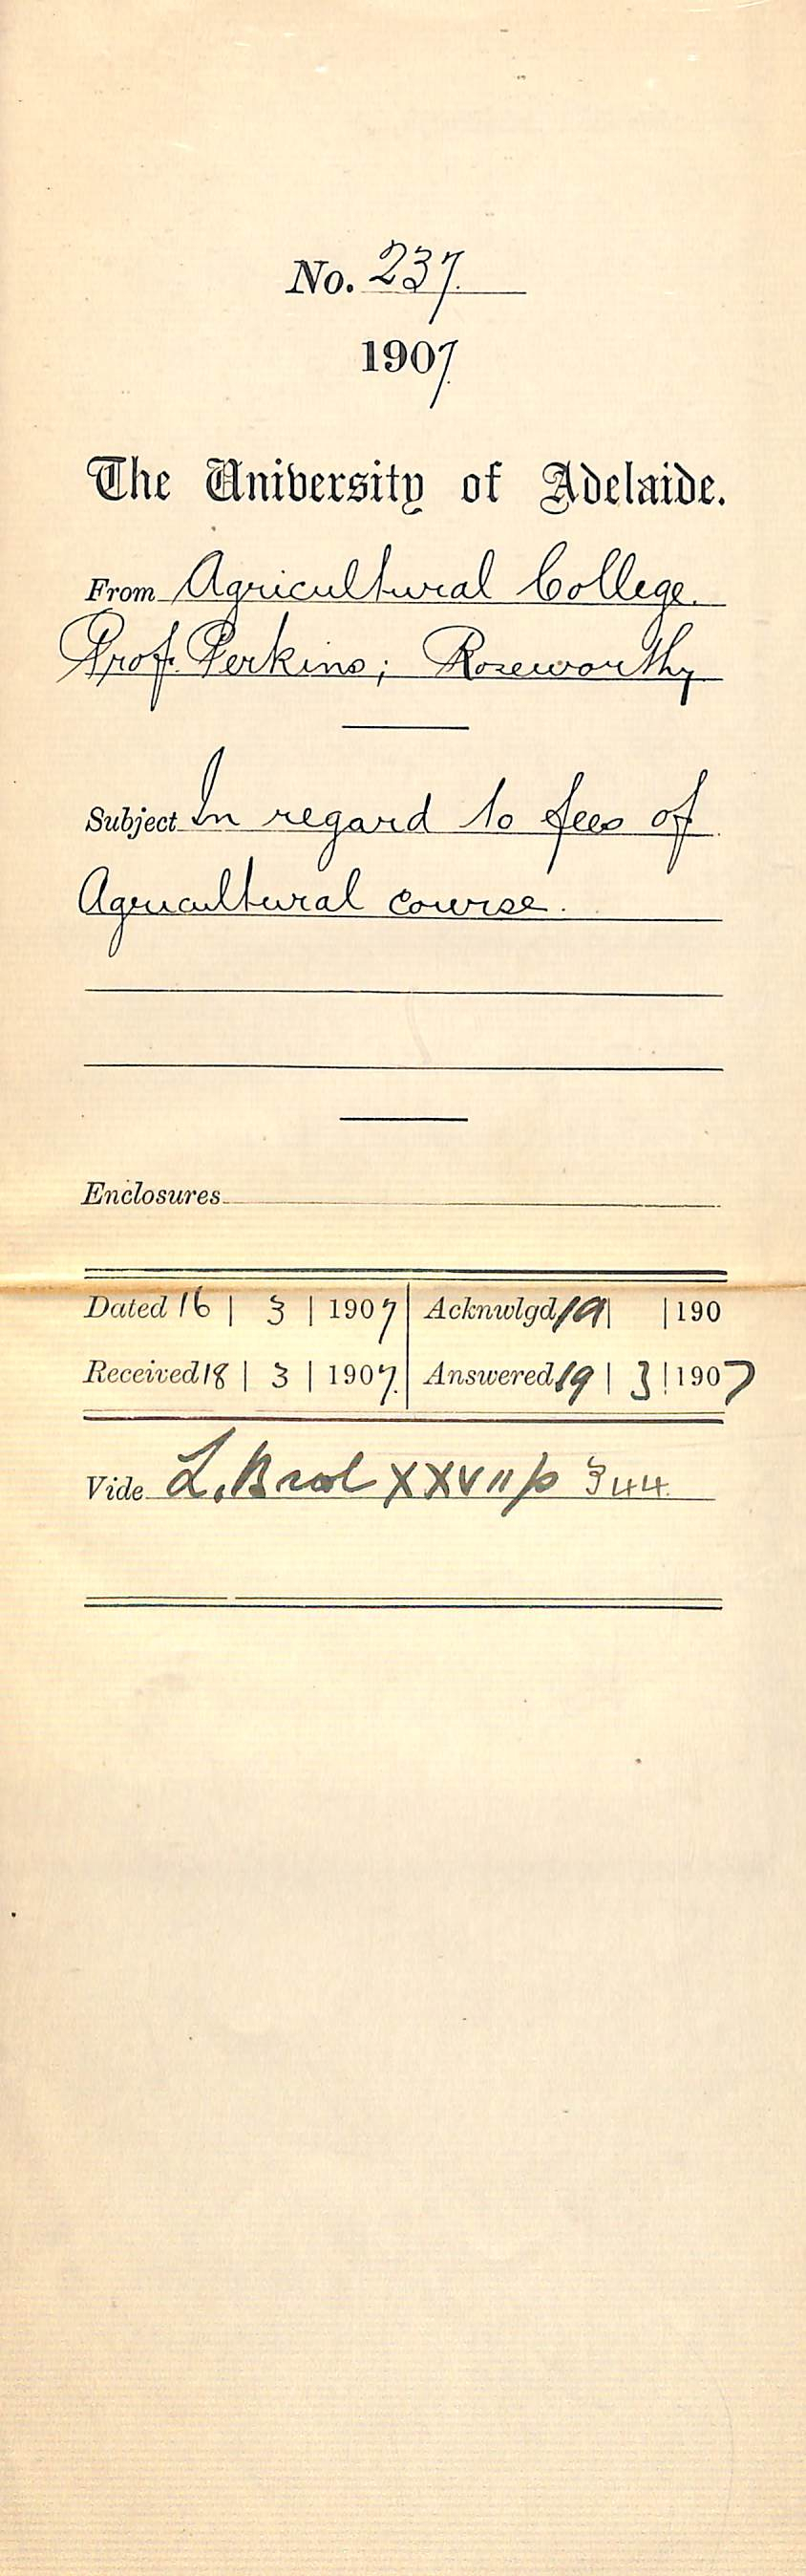 No. 237.
1907.
The University of Adelaide.
From Agricultural College.
Prof. Perkins; Roseworthy
Subject In regard to fees of
Agricultural course.
Enclosures
Dated 16 | 3 | 1907 Acknwlgd 19 | | 190
Received 18 | 3 | 1907. Answered 19 | 3 | 1907
Vide L. XXVII p 344.